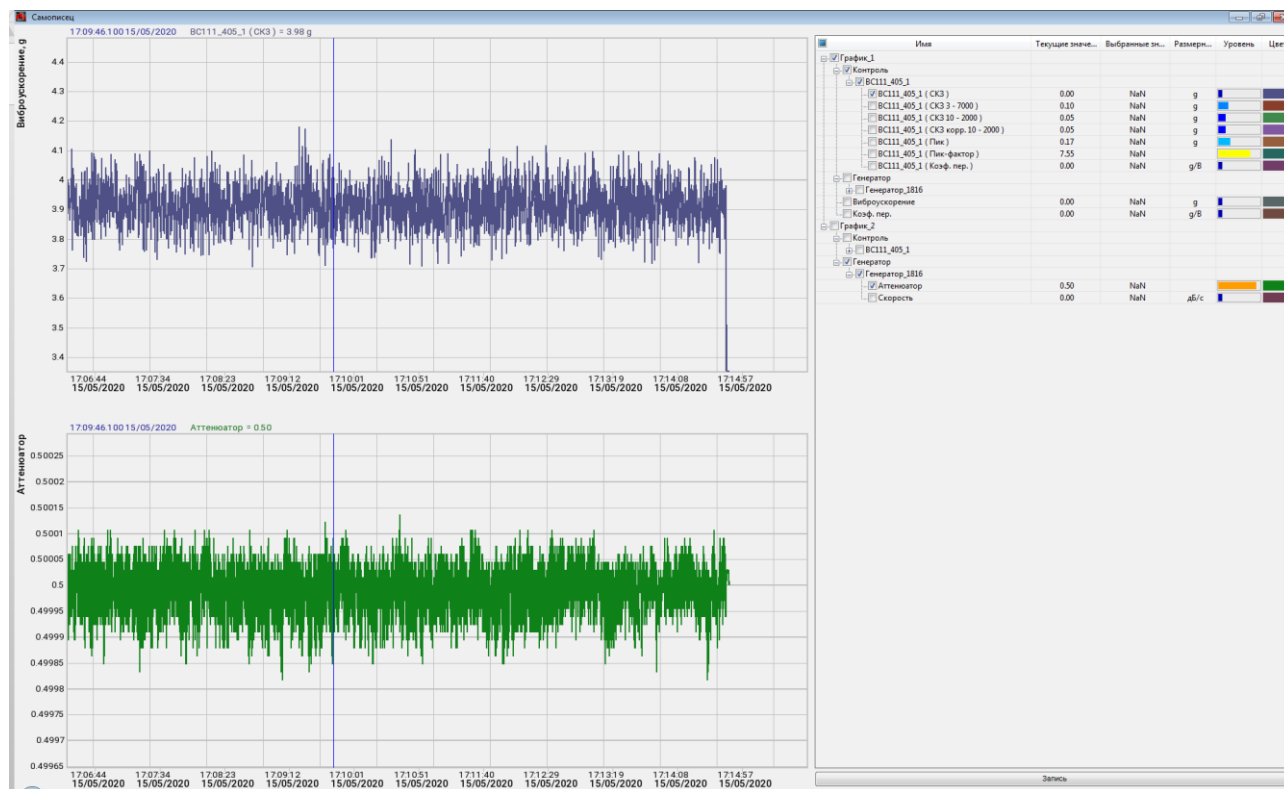 Самописец
17:09:46.100 15/05/2020 BC111_405_1 ( СКЗ ) = 3.98 g
Виброускорение, g
4.4
4.3
4.2
4.1
4
3.9
3.8
3.7
3.6
3.5
3.4
17:06:44 17:07:34 17:08:23 17:09:12 17:10:01 17:10:51 17:11:40 17:12:29 17:13:19 17:14:08 17:14:57
15/05/2020 15/05/2020 15/05/2020 15/05/2020 15/05/2020 15/05/2020 15/05/2020 15/05/2020 15/05/2020 15/05/2020 15/05/2020
17:09:46.100 15/05/2020 Аттенюатор = 0.50
Аттенюатор
0.50025
0.5002
0.50015
0.5001
0.50005
0.5
0.49995
0.4999
0.49985
0.4998
0.49975
0.4997
0.49965
17:06:44 17:07:34 17:08:23 17:09:12 17:10:01 17:10:51 17:11:40 17:12:29 17:13:19 17:14:08 17:14:57
15/05/2020 15/05/2020 15/05/2020 15/05/2020 15/05/2020 15/05/2020 15/05/2020 15/05/2020 15/05/2020 15/05/2020 15/05/2020
Имя Текущие значе... Выбранные зн... Размерн... Уровень Цве
График_1
Контроль
BC111_405_1
BC111_405_1 ( СКЗ ) 0.00 NaN g
BC111_405_1 ( СКЗ 3 - 7000 ) 0.10 NaN g
BC111_405_1 ( СКЗ 10 - 2000 ) 0.05 NaN g
BC111_405_1 ( СКЗ корр. 10 - 2000 ) 0.05 NaN g
BC111_405_1 ( Пик ) 0.17 NaN g
BC111_405_1 ( Пик-фактор ) 7.55 NaN
BC111_405_1 ( Коэф. пер. ) 0.00 NaN g/В
Генератор
Генератор_1816
Виброускорение 0.00 NaN g
Коэф. пер. 0.00 NaN g/В
График_2
Контроль
BC111_405_1
Генератор
Генератор_1816
Аттенюатор 0.50 NaN
Скорость 0.00 NaN дБ/с
Запись